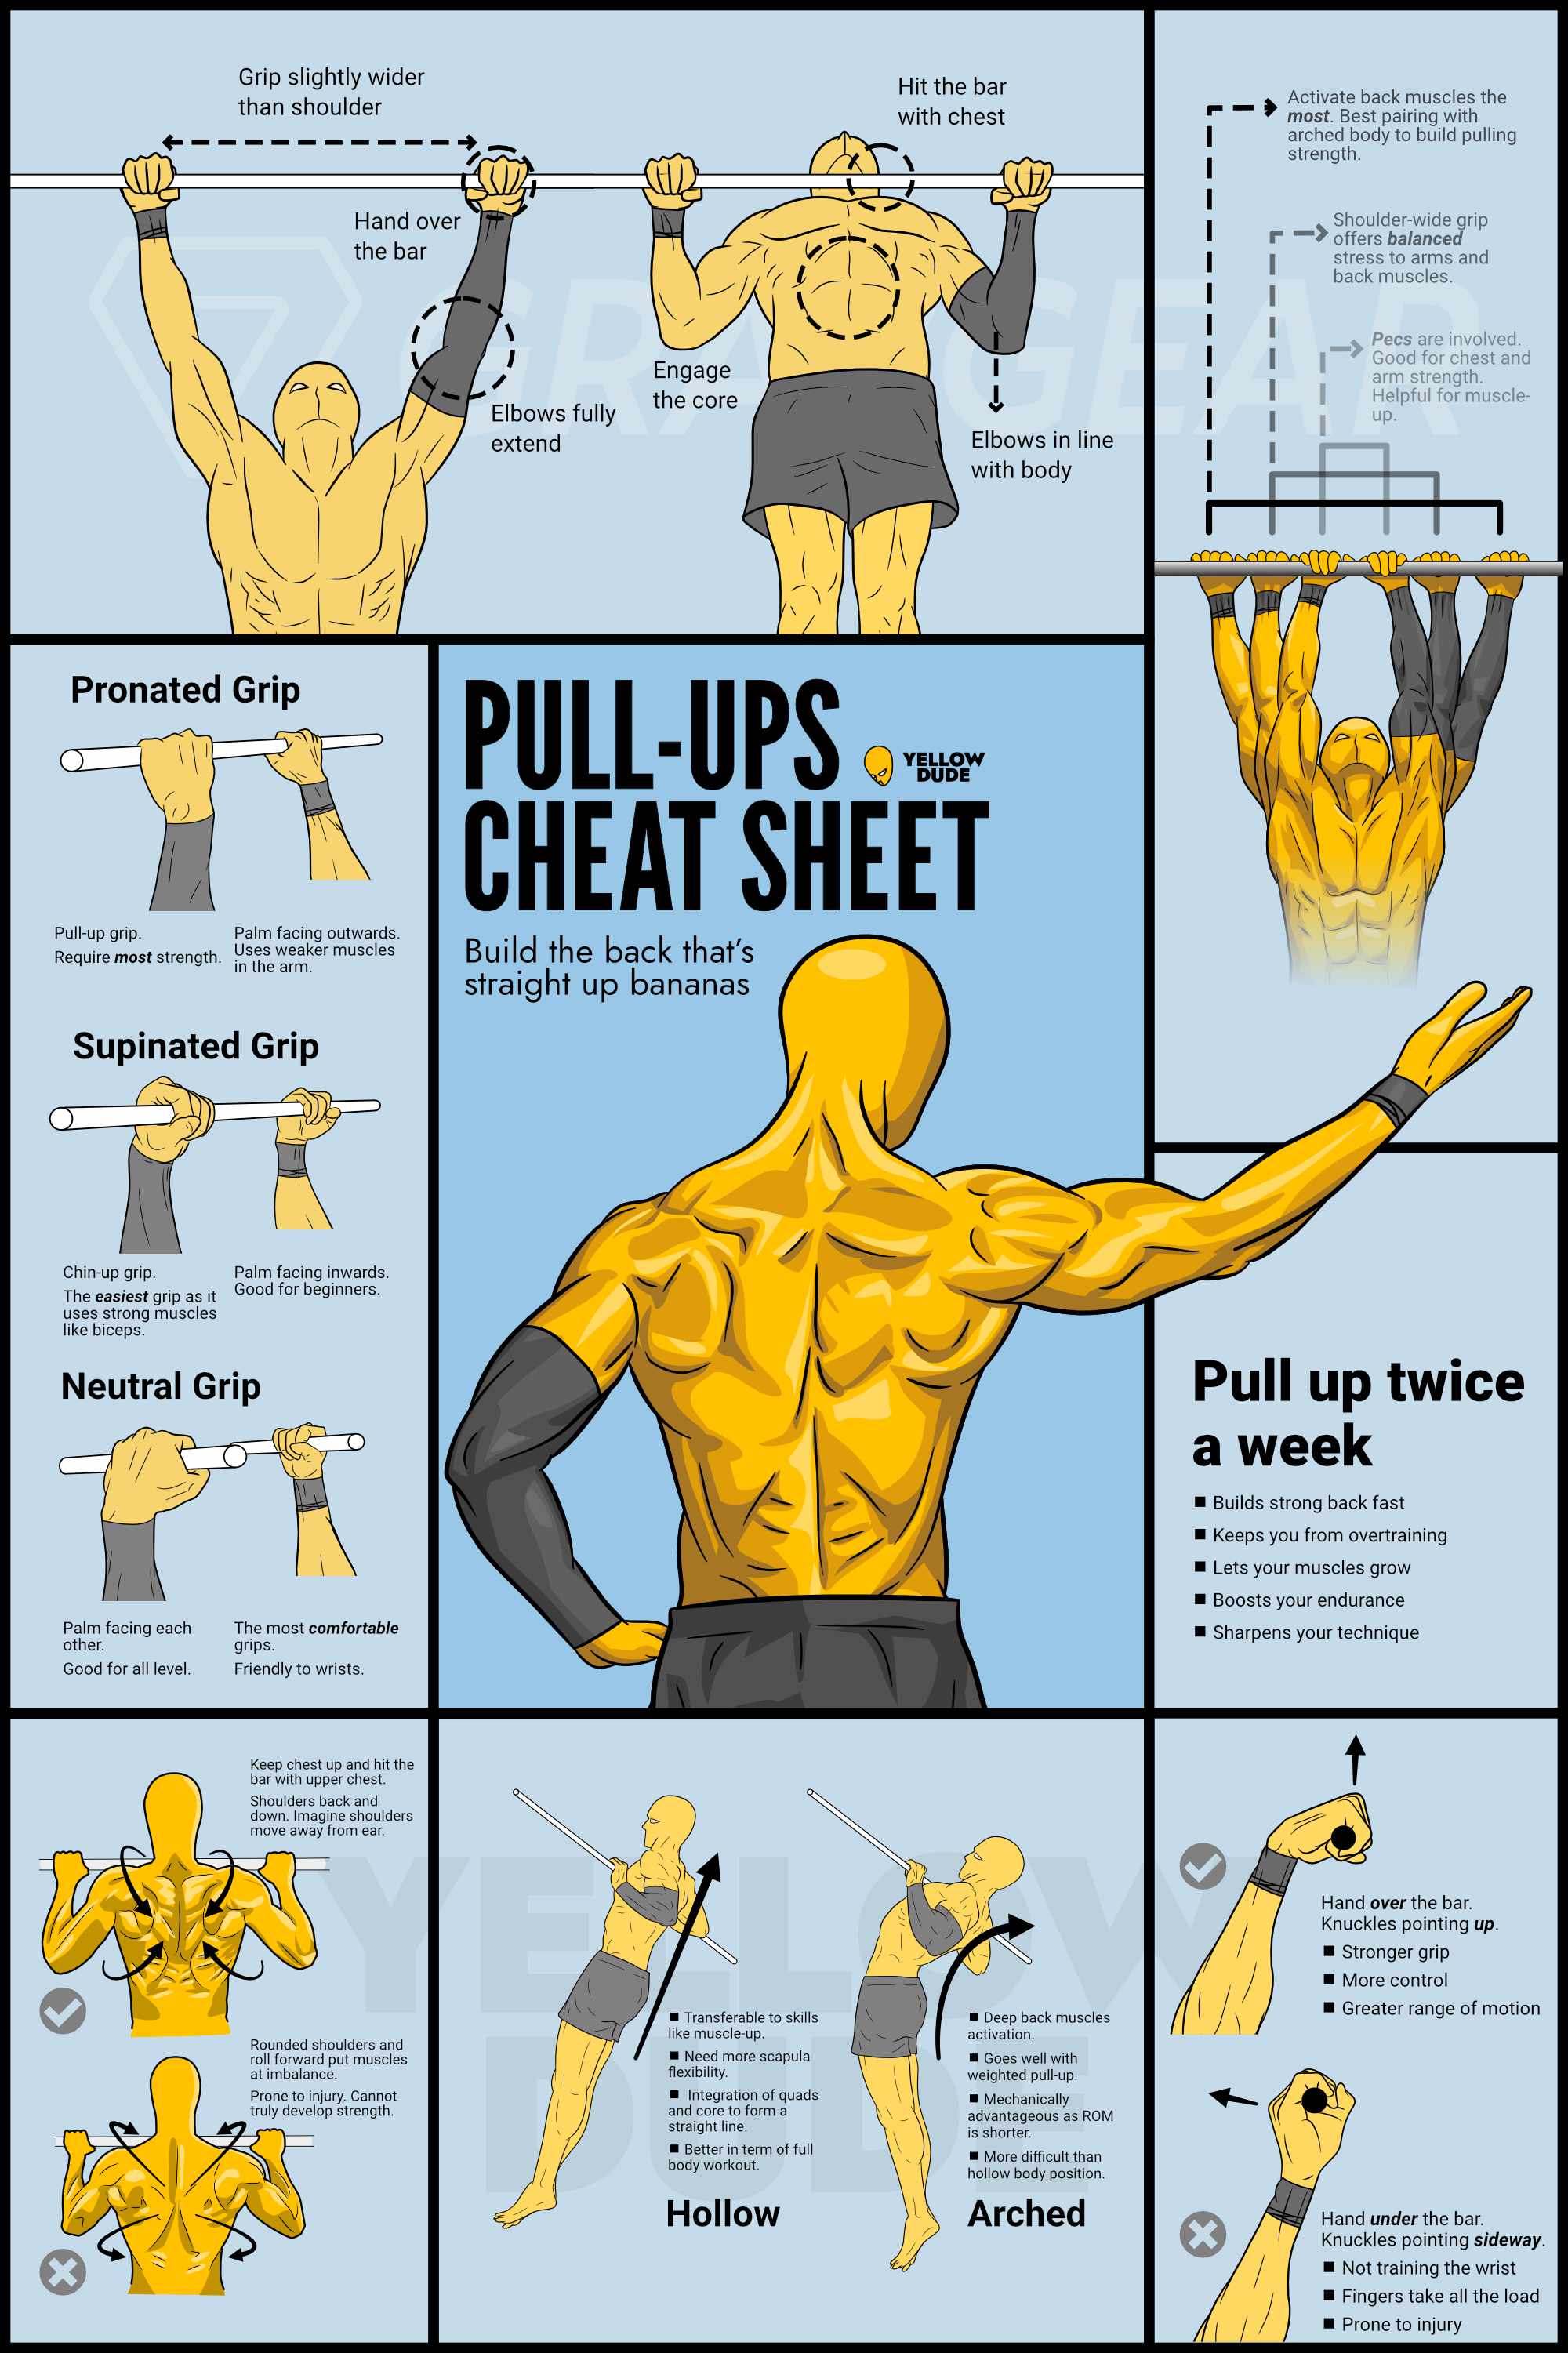 Grip slightly wider
than shoulder
Hand over
the bar
Elbows fully
extend
Hit the bar
with chest
Engage
the core
Elbows in line
with body
Activate back muscles the
most. Best pairing with
arched body to build pulling
strength.
Shoulder-wide grip
offers balanced
stress to arms and
back muscles.
Pecs are involved.
Good for chest and
arm strength.
Helpful for muscle-
up.
Pronated Grip
Pull-up grip.
Require most strength.
Palm facing outwards.
Uses weaker muscles
in the arm.
Supinated Grip
Chin-up grip.
The easiest grip as it
uses strong muscles
like biceps.
Palm facing inwards.
Good for beginners.
Neutral Grip
Palm facing each
other.
Good for all level.
The most comfortable
grips.
Friendly to wrists.
PULL-UPS
YELLOW
DUDE
CHEAT SHEET
Build the back that's
straight up bananas
Pull up twice
a week
■ Builds strong back fast
■ Keeps you from overtraining
■ Lets your muscles grow
■ Boosts your endurance
■ Sharpens your technique
Keep chest up and hit the
bar with upper chest.
Shoulders back and
down. Imagine shoulders
move away from ear.
Rounded shoulders and
roll forward put muscles
at imbalance.
Prone to injury. Cannot
truly develop strength.
■ Transferable to skills
like muscle-up.
■ Need more scapula
flexibility.
■ Integration of quads
and core to form a
straight line.
■ Better in term of full
body workout.
Hollow
■ Deep back muscles
activation.
■ Goes well with
weighted pull-up.
■ Mechanically
advantageous as ROM
is shorter.
■ More difficult than
hollow body position.
Arched
YELLOW
DUDE
Hand over the bar.
Knuckles pointing up.
■ Stronger grip
■ More control
■ Greater range of motion
Hand under the bar.
Knuckles pointing sideway.
■ Not training the wrist
■ Fingers take all the load
■ Prone to injury